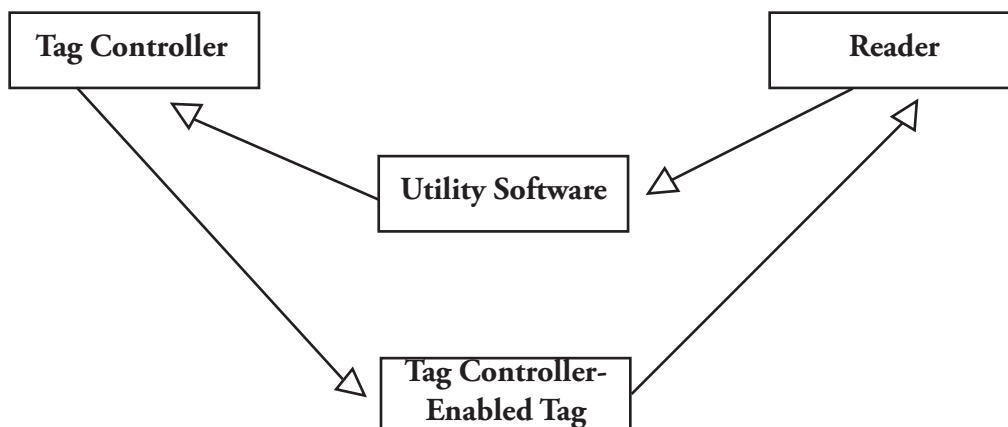 Tag Controller
Reader
Utility Software
Tag Controller-
Enabled Tag